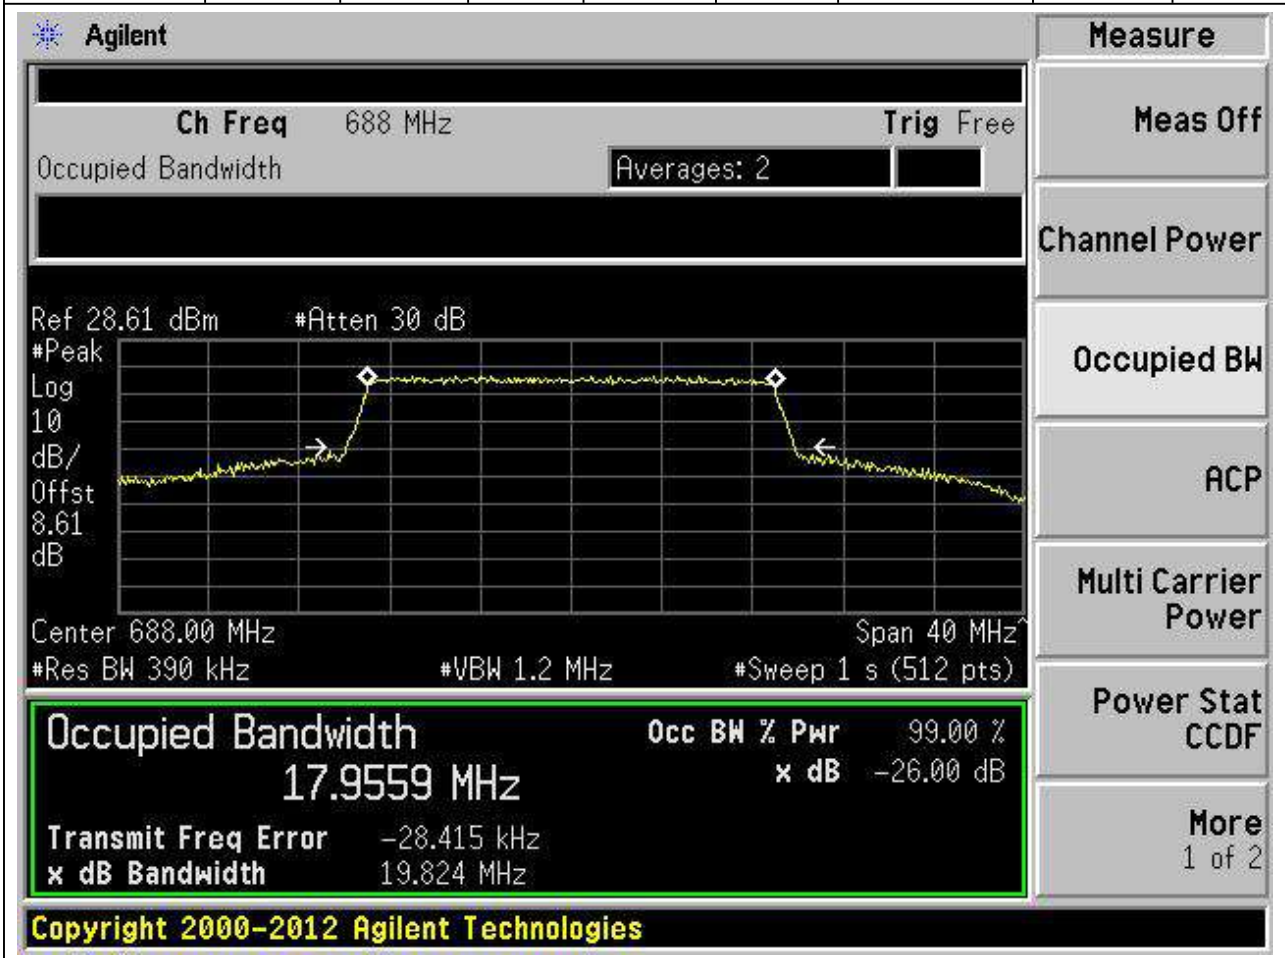 Agilent
Measure
Ch Freq 688 MHz Trig Free
Occupied Bandwidth Averages: 2
Meas Off
Channel Power
Occupied BW
ACP
Multi Carrier
Power
Power Stat
CCDF
More
1 of 2
Ref 28.61 dBm #Atten 30 dB
#Peak
Log
10
dB/
Offst
8.61
dB
Center 688.00 MHz Span 40 MHz^
#Res BW 390 kHz #VBW 1.2 MHz #Sweep 1 s (512 pts)
Occupied Bandwidth Occ BW % Pwr 99.00 %
17.9559 MHz x dB -26.00 dB
Transmit Freq Error -28.415 kHz
x dB Bandwidth 19.824 MHz
Copyright 2000-2012 Agilent Technologies